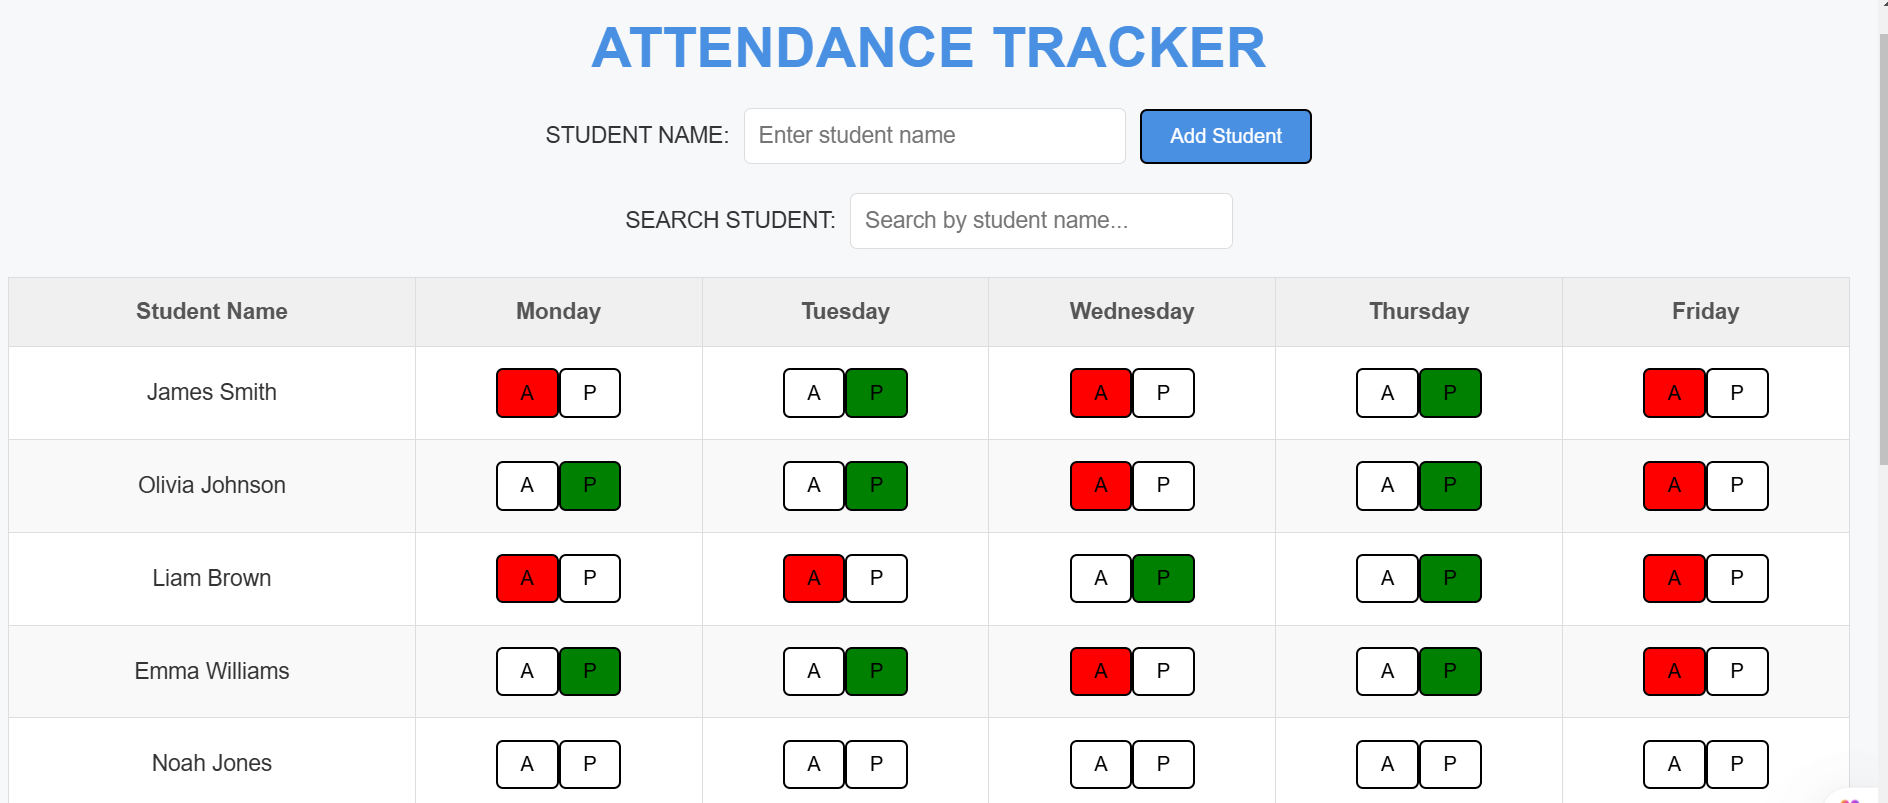 ATTENDANCE TRACKER
STUDENT NAME: Enter student name Add Student
SEARCH STUDENT: Search by student name...
Student Name Monday Tuesday Wednesday Thursday Friday
James Smith A P A P A P A P A P
Olivia Johnson A P A P A P A P A P
Liam Brown A P A P A P A P A P
Emma Williams A P A P A P A P A P
Noah Jones A P A P A P A P A P